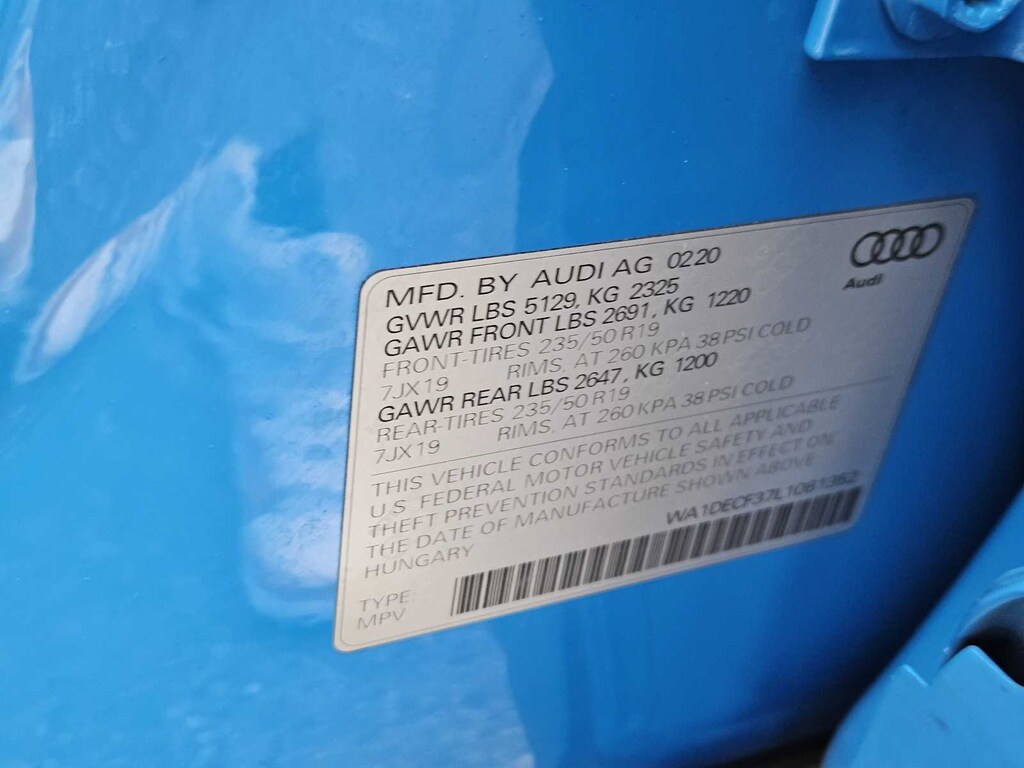 MFD. BY AUDI AG 0220
GVWR LBS 5129, KG 2325
GAWR FRONT LBS 2691, KG 1220
FRONT-TIRES 235/50 R19
7JX19 RIMS, AT 260 KPA 38 PSI COLD
GAWR REAR LBS 2647, KG 1200
REAR-TIRES 235/50 R19
7JX19 RIMS, AT 260 KPA 38 PSI COLD
THIS VEHICLE CONFORMS TO ALL APPLICABLE
U.S. FEDERAL MOTOR VEHICLE SAFETY AND
THEFT PREVENTION STANDARDS IN EFFECT ON
THE DATE OF MANUFACTURE SHOWN ABOVE
HUNGARY
WA1DECF37L1081352
TYPE:
MPV
Audi